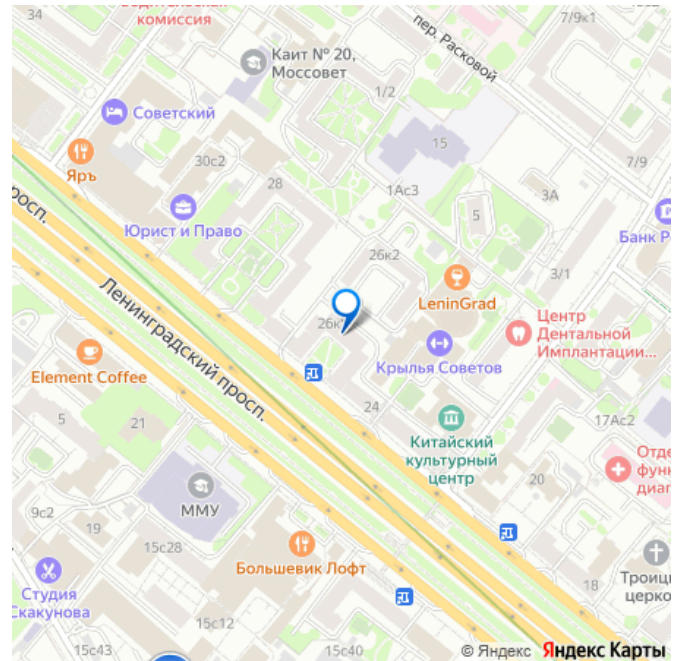 34
комиссия
7/9к1
пер. Расковой
Каит № 20,
Моссовет
1/2
Советский
15
Яръ
30с2
28
1Ас3
7/9
3А
5
просп.
Юрист и Право
Банк Р
26к2
LeninGrad
3/1
Центр
Дентальной
Имплантации...
Ленинградский просп.
26к
Element Coffee
Крылья Советов
24
17Ас2
5
21
Китайский
культурный
центр
Отде
функ
диаг
20
ММУ
9с2
19
15с28
Большевик Лофт
Студия
Скакунова
18
Троиц
церко
15с12
15с43
15с40
© Яндекс Яндекс Карты